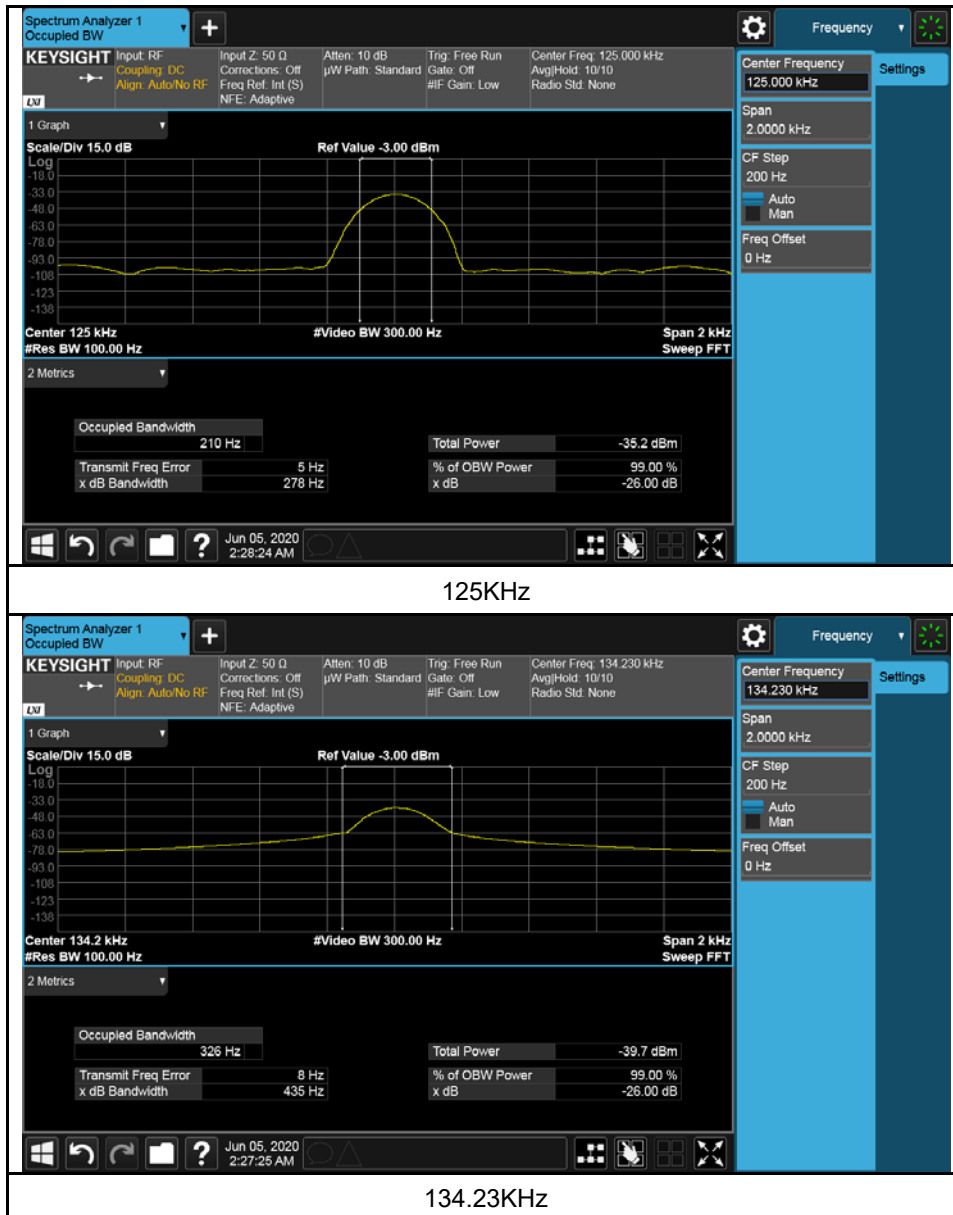 Spectrum Analyzer 1
Occupied BW
+
Frequency
KEYSIGHT
Input: RF
Coupling: DC
Align: Auto/No RF
Input Z: 50 Ω
Corrections: Off
Freq Ref: Int (S)
NFE: Adaptive
Atten: 10 dB
µW Path: Standard
Trig: Free Run
Gate: Off
#IF Gain: Low
Center Freq: 125.000 kHz
Avg|Hold: 10/10
Radio Std: None
LXI
Center Frequency
125.000 kHz
Settings
Span
2.0000 kHz
CF Step
200 Hz
Auto
Man
Freq Offset
0 Hz
1 Graph
Scale/Div 15.0 dB
Ref Value -3.00 dBm
Log
-18.0
-33.0
-48.0
-63.0
-78.0
-93.0
-108
-123
-138
Center 125 kHz
#Video BW 300.00 Hz
Span 2 kHz
#Res BW 100.00 Hz
Sweep FFT
2 Metrics
Occupied Bandwidth
210 Hz
Total Power -35.2 dBm
Transmit Freq Error 5 Hz
% of OBW Power 99.00 %
x dB Bandwidth 278 Hz
x dB -26.00 dB
?
Jun 05, 2020
2:28:24 AM
125KHz
Spectrum Analyzer 1
Occupied BW
+
Frequency
KEYSIGHT
Input: RF
Coupling: DC
Align: Auto/No RF
Input Z: 50 Ω
Corrections: Off
Freq Ref: Int (S)
NFE: Adaptive
Atten: 10 dB
µW Path: Standard
Trig: Free Run
Gate: Off
#IF Gain: Low
Center Freq: 134.230 kHz
Avg|Hold: 10/10
Radio Std: None
LXI
Center Frequency
134.230 kHz
Settings
Span
2.0000 kHz
CF Step
200 Hz
Auto
Man
Freq Offset
0 Hz
1 Graph
Scale/Div 15.0 dB
Ref Value -3.00 dBm
Log
-18.0
-33.0
-48.0
-63.0
-78.0
-93.0
-108
-123
-138
Center 134.2 kHz
#Video BW 300.00 Hz
Span 2 kHz
#Res BW 100.00 Hz
Sweep FFT
2 Metrics
Occupied Bandwidth
326 Hz
Total Power -39.7 dBm
Transmit Freq Error 8 Hz
% of OBW Power 99.00 %
x dB Bandwidth 435 Hz
x dB -26.00 dB
?
Jun 05, 2020
2:27:25 AM
134.23KHz